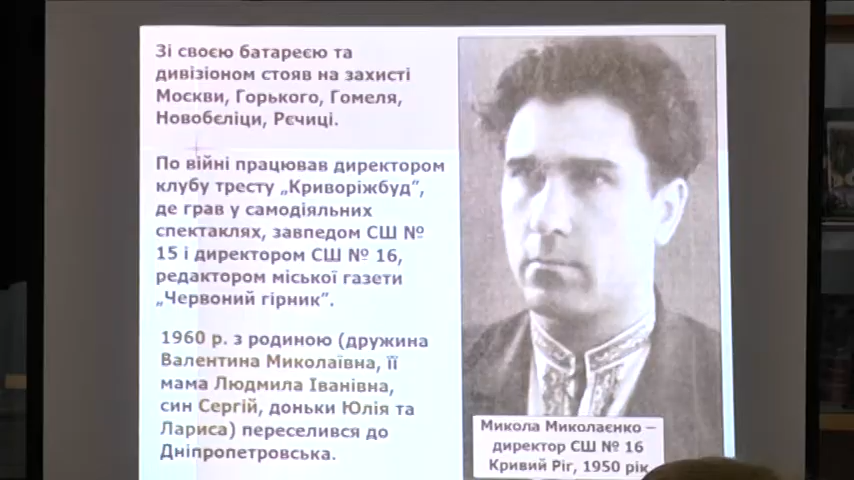 Зі своєю батареєю та
дивізіоном стояв на захисті
Москви, Горького, Гомеля,
Новобєліци, Рєчиці.
По війні працював директором
клубу тресту „Криворіжбуд”,
де грав у самодіяльних
спектаклях, завпедом СШ №
15 і директором СШ № 16,
редактором міської газети
„Червоний гірник”.
1960 р. з родиною (дружина
Валентина Миколаївна, її
мама Людмила Іванівна,
син Сергій, доньки Юлія та
Лариса) переселився до
Дніпропетровська.
Микола Миколаєнко –
директор СШ № 16
Кривий Ріг, 1950 рік